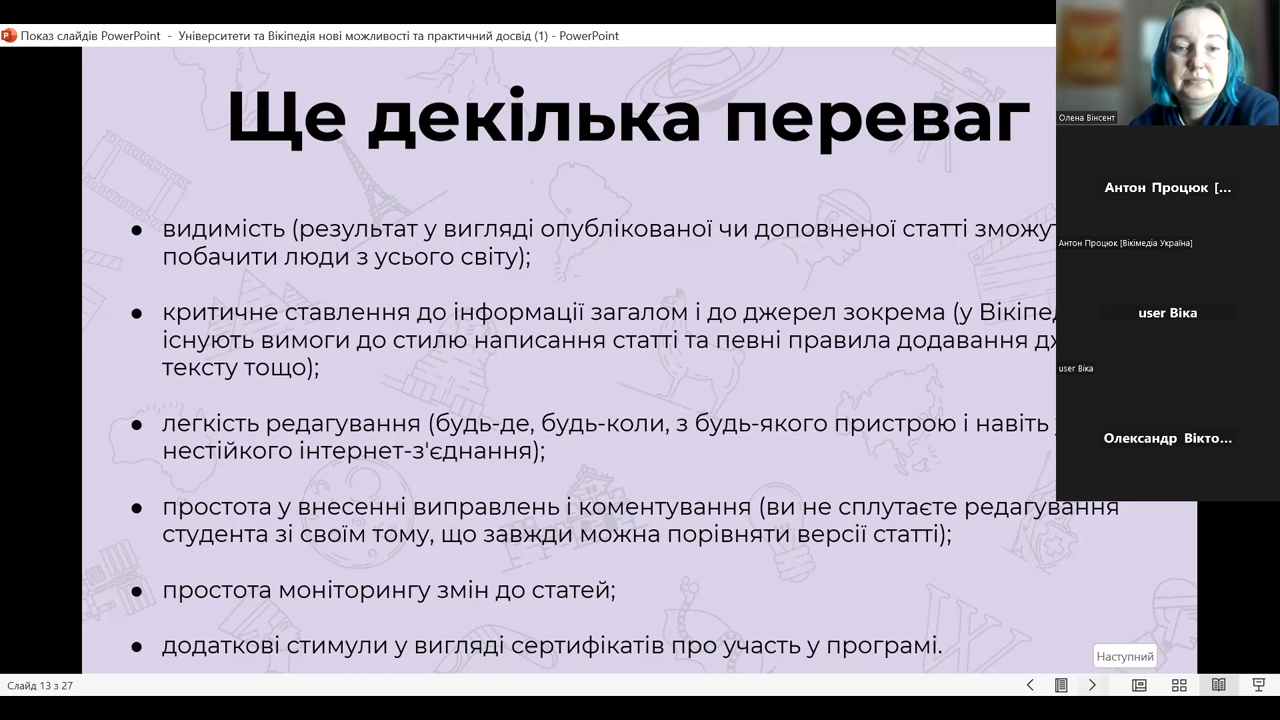 Показ слайдів PowerPoint - Університети та Вікіпедія нові можливості та практичний досвід (1) - PowerPoint
Ще декілька переваг
● видимість (результат у вигляді опублікованої чи доповненої статті
побачити люди з усього світу);
● критичне ставлення до інформації загалом і до джерел зокрема (у
існують вимоги до стилю написання статті та певні правила додавання
тексту тощо);
● легкість редагування (будь-де, будь-коли, з будь-якого пристрою і навіть
нестійкого інтернет-з'єднання);
● простота у внесенні виправлень і коментування (ви не сплутаєте редагування
студента зі своїм тому, що завжди можна порівняти версії статті);
● простота моніторингу змін до статей;
● додаткові стимули у вигляді сертифікатів про участь у програмі.
Наступний
Слайд 13 з 27
Олена Вінсент
Антон Процюк [...
Антон Процюк [Вікімедіа Україна]
user Віка
user Віка
Олександр Вікто...